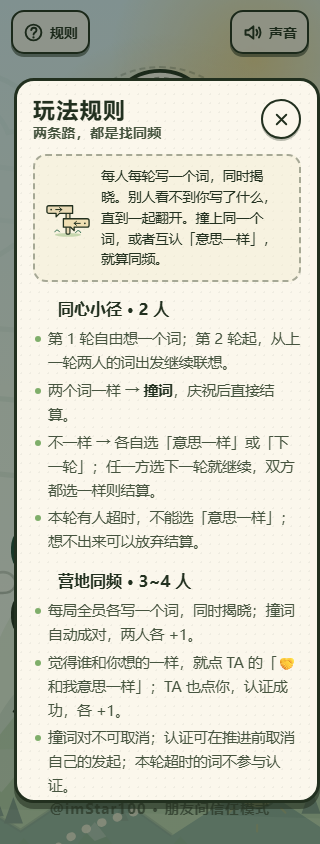 规则
声音
玩法规则
两条路，都是找同频
每人每轮写一个词，同时揭
晓。别人看不到你写了什么，
直到一起翻开。撞上同一个
词，或者互认「意思一样」，
就算同频。
同心小径 • 2 人
第 1 轮自由想一个词；第 2 轮起，从上
一轮两人的词出发继续联想。
两个词一样 → 撞词，庆祝后直接结
算。
不一样 → 各自选「意思一样」或「下
一轮」；任一方选下一轮就继续，双方
都选一样则结算。
本轮有人超时，不能选「意思一样」；
想不出来可以放弃结算。
营地同频 • 3~4 人
每局全员各写一个词，同时揭晓；撞词
自动成对，两人各 +1。
觉得谁和你想的一样，就点 TA 的「🤝
和我意思一样」；TA 也点你，认证成
功，各 +1。
撞词对不可取消；认证可在推进前取消
自己的发起；本轮超时的词不参与认
证。
@imStar100 • 朋友间信任模式